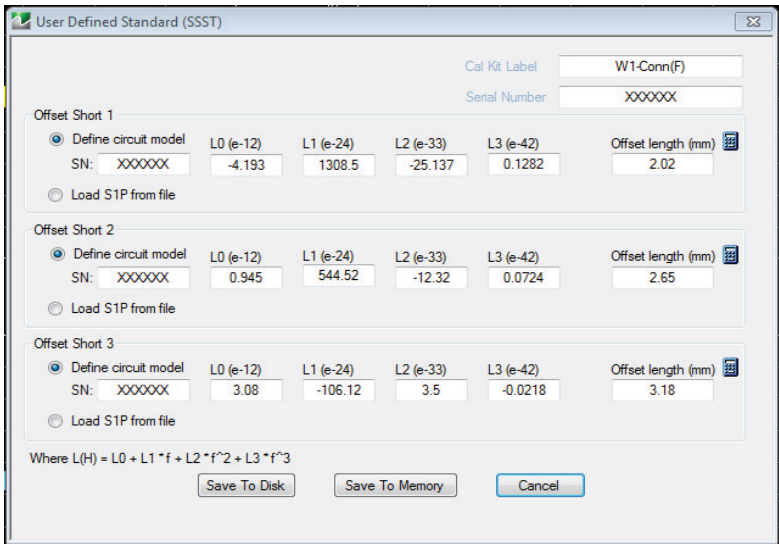 User Defined Standard (SSST)
Cal Kit Label W1-Conn(F)
Serial Number XXXXXX
Offset Short 1
Define circuit model L0 (e-12) L1 (e-24) L2 (e-33) L3 (e-42) Offset length (mm)
SN: XXXXXX -4.193 1308.5 -25.137 0.1282 2.02
Load S1P from file
Offset Short 2
Define circuit model L0 (e-12) L1 (e-24) L2 (e-33) L3 (e-42) Offset length (mm)
SN: XXXXXX 0.945 544.52 -12.32 0.0724 2.65
Load S1P from file
Offset Short 3
Define circuit model L0 (e-12) L1 (e-24) L2 (e-33) L3 (e-42) Offset length (mm)
SN: XXXXXX 3.08 -106.12 3.5 -0.0218 3.18
Load S1P from file
Where L(H) = L0 + L1 * f + L2 * f^2 + L3 * f^3
Save To Disk Save To Memory Cancel